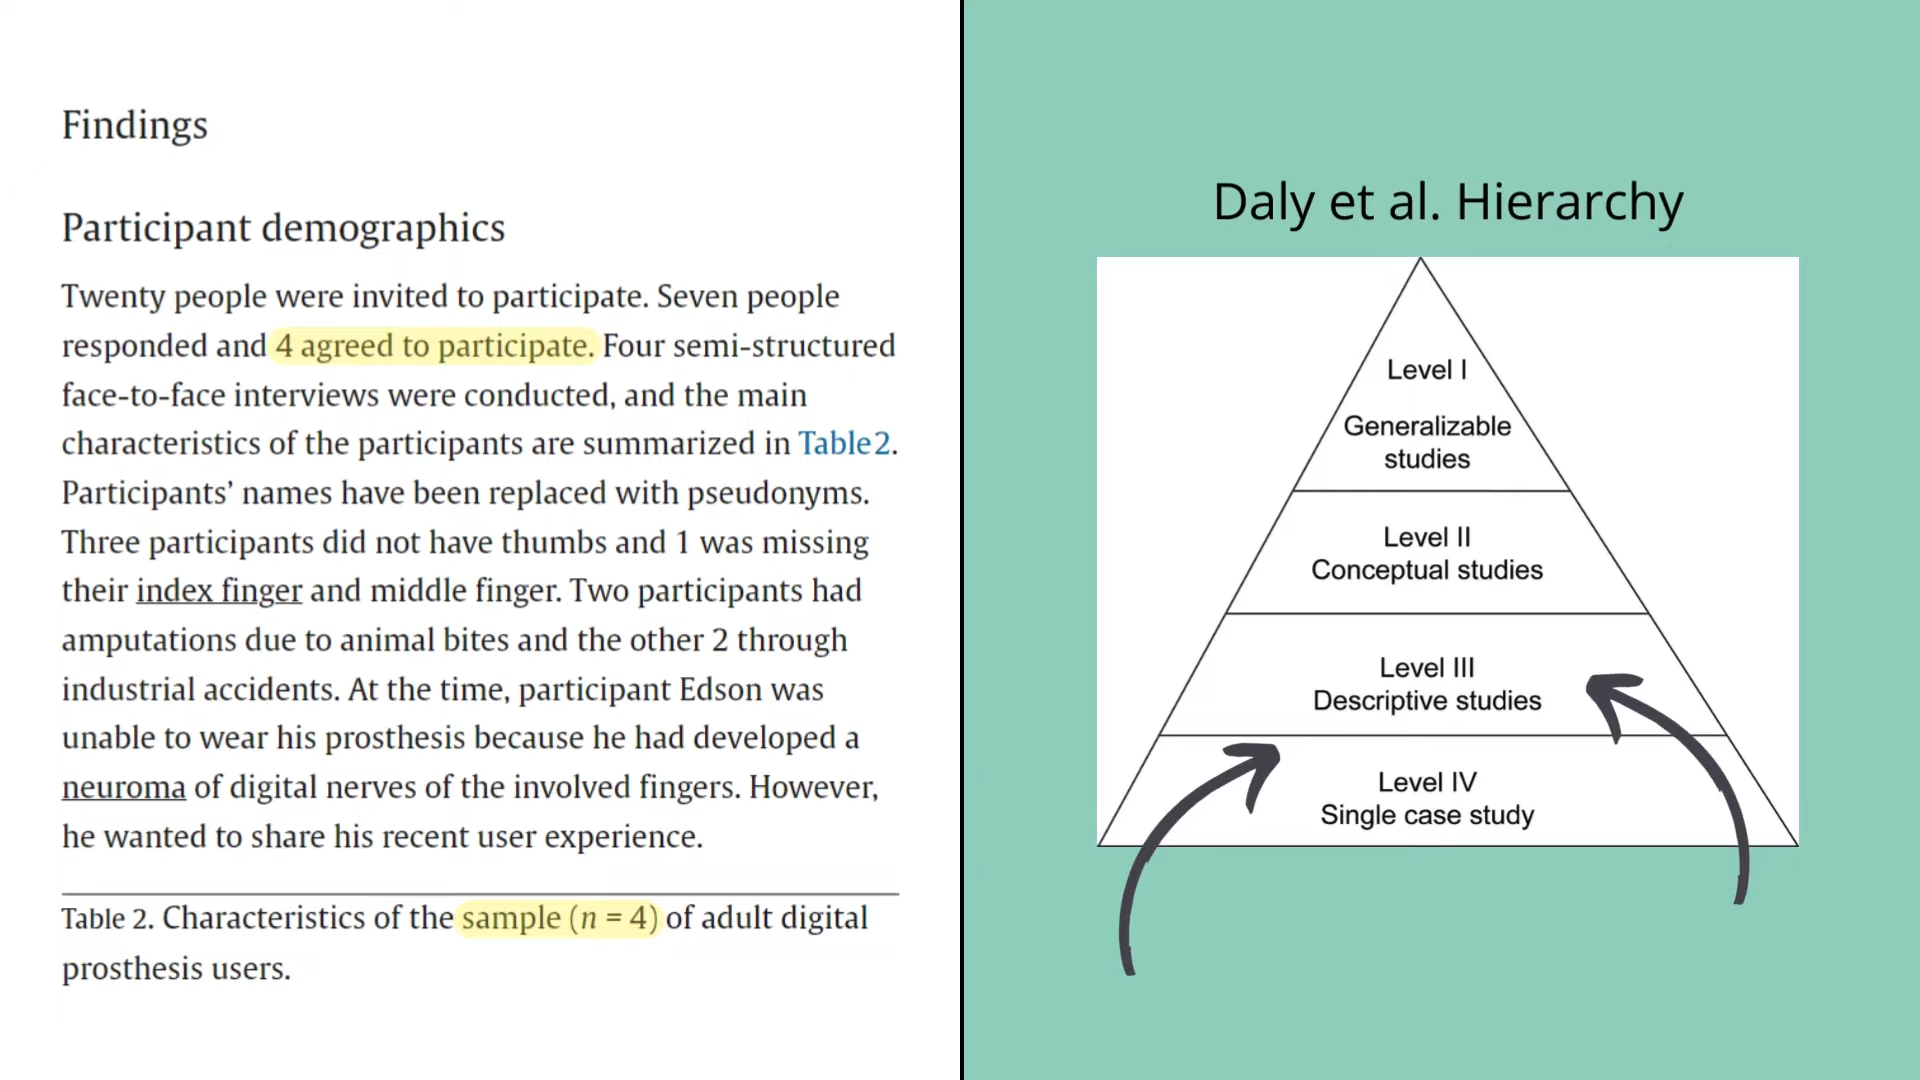 Findings
Participant demographics
Twenty people were invited to participate. Seven people
responded and 4 agreed to participate. Four semi-structured
face-to-face interviews were conducted, and the main
characteristics of the participants are summarized in Table 2.
Participants’ names have been replaced with pseudonyms.
Three participants did not have thumbs and 1 was missing
their index finger and middle finger. Two participants had
amputations due to animal bites and the other 2 through
industrial accidents. At the time, participant Edson was
unable to wear his prosthesis because he had developed a
neuroma of digital nerves of the involved fingers. However,
he wanted to share his recent user experience.
Table 2. Characteristics of the sample (n = 4) of adult digital
prosthesis users.
Daly et al. Hierarchy
Level I
Generalizable
studies
Level II
Conceptual studies
Level III
Descriptive studies
Level IV
Single case study